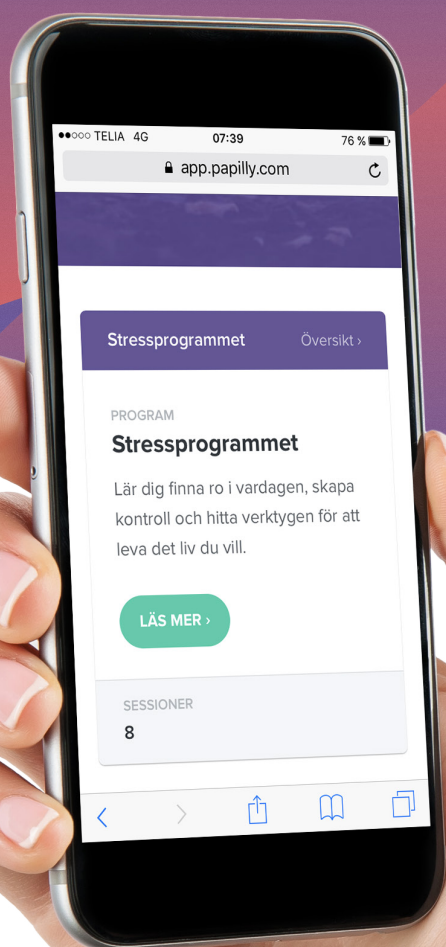 TELIA 4G 07:39 76 %
app.papilly.com
Stressprogrammet Översikt ›
PROGRAM
Stressprogrammet
Lär dig finna ro i vardagen, skapa
kontroll och hitta verktygen för att
leva det liv du vill.
LÄS MER ›
SESSIONER
8